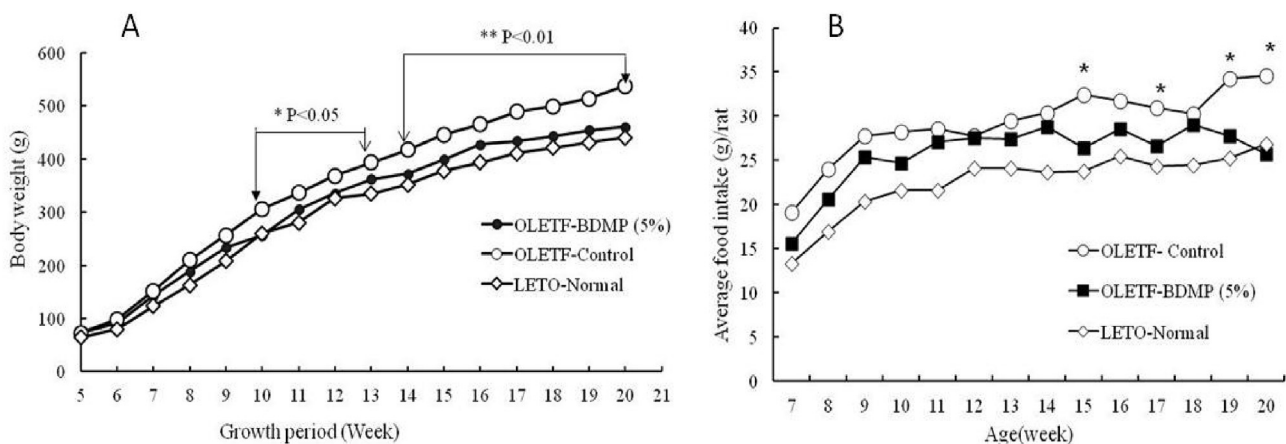 A
** P<0.01
600
500
400
300
200
100
0
* P<0.05
Body weight (g)
OLETF-BDMP (5%)
OLETF-Control
LETO-Normal
5 6 7 8 9 10 11 12 13 14 15 16 17 18 19 20 21
Growth period (Week)
B
40
35
30
25
20
15
10
5
0
* * * *
Average food intake (g)/rat
OLETF- Control
OLETF-BDMP (5%)
LETO-Normal
7 8 9 10 11 12 13 14 15 16 17 18 19 20
Age(week)